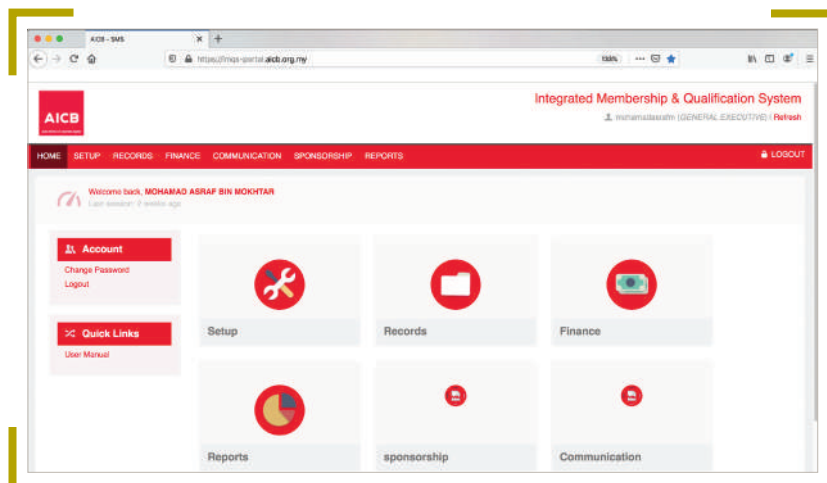 AICB - SMS
https://mqs-portal.aicb.org.my
AICB
Integrated Membership & Qualification System
(GENERAL EXECUTIVE) | Refresh
HOME SETUP RECORDS FINANCE COMMUNICATION SPONSORSHIP REPORTS LOGOUT
Welcome back, MOHAMAD ASRAF BIN MOKHTAR
Last session: 2 weeks ago
Account
Change Password
Logout
Quick Links
User Manual
Setup
Records
Finance
Reports
sponsorship
Communication